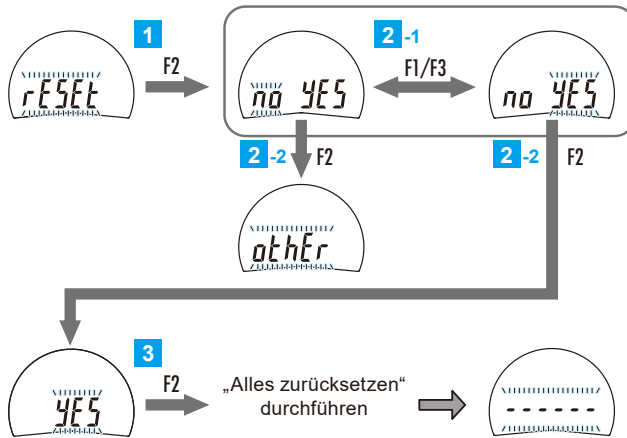 1
2 -1
rESEt
F2
no YES
F1/F3
no YES
2 -2
F2
2 -2
F2
othEr
3
YES
F2
„Alles zurücksetzen“
durchführen
- - - - - -